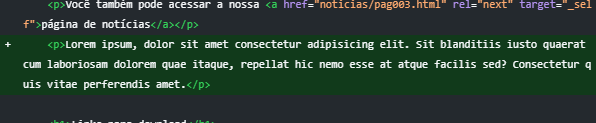 <p>Você também pode acessar a nossa <a href="noticias/pag003.html" rel="next" target="_sel
f">página de notícias</a></p>
+ <p>Lorem ipsum, dolor sit amet consectetur adipisicing elit. Sit blanditiis iusto quaerat
cum laboriosam dolorem quae itaque, repellat hic nemo esse at atque facilis sed? Consectetur q
uis vitae perferendis amet.</p>